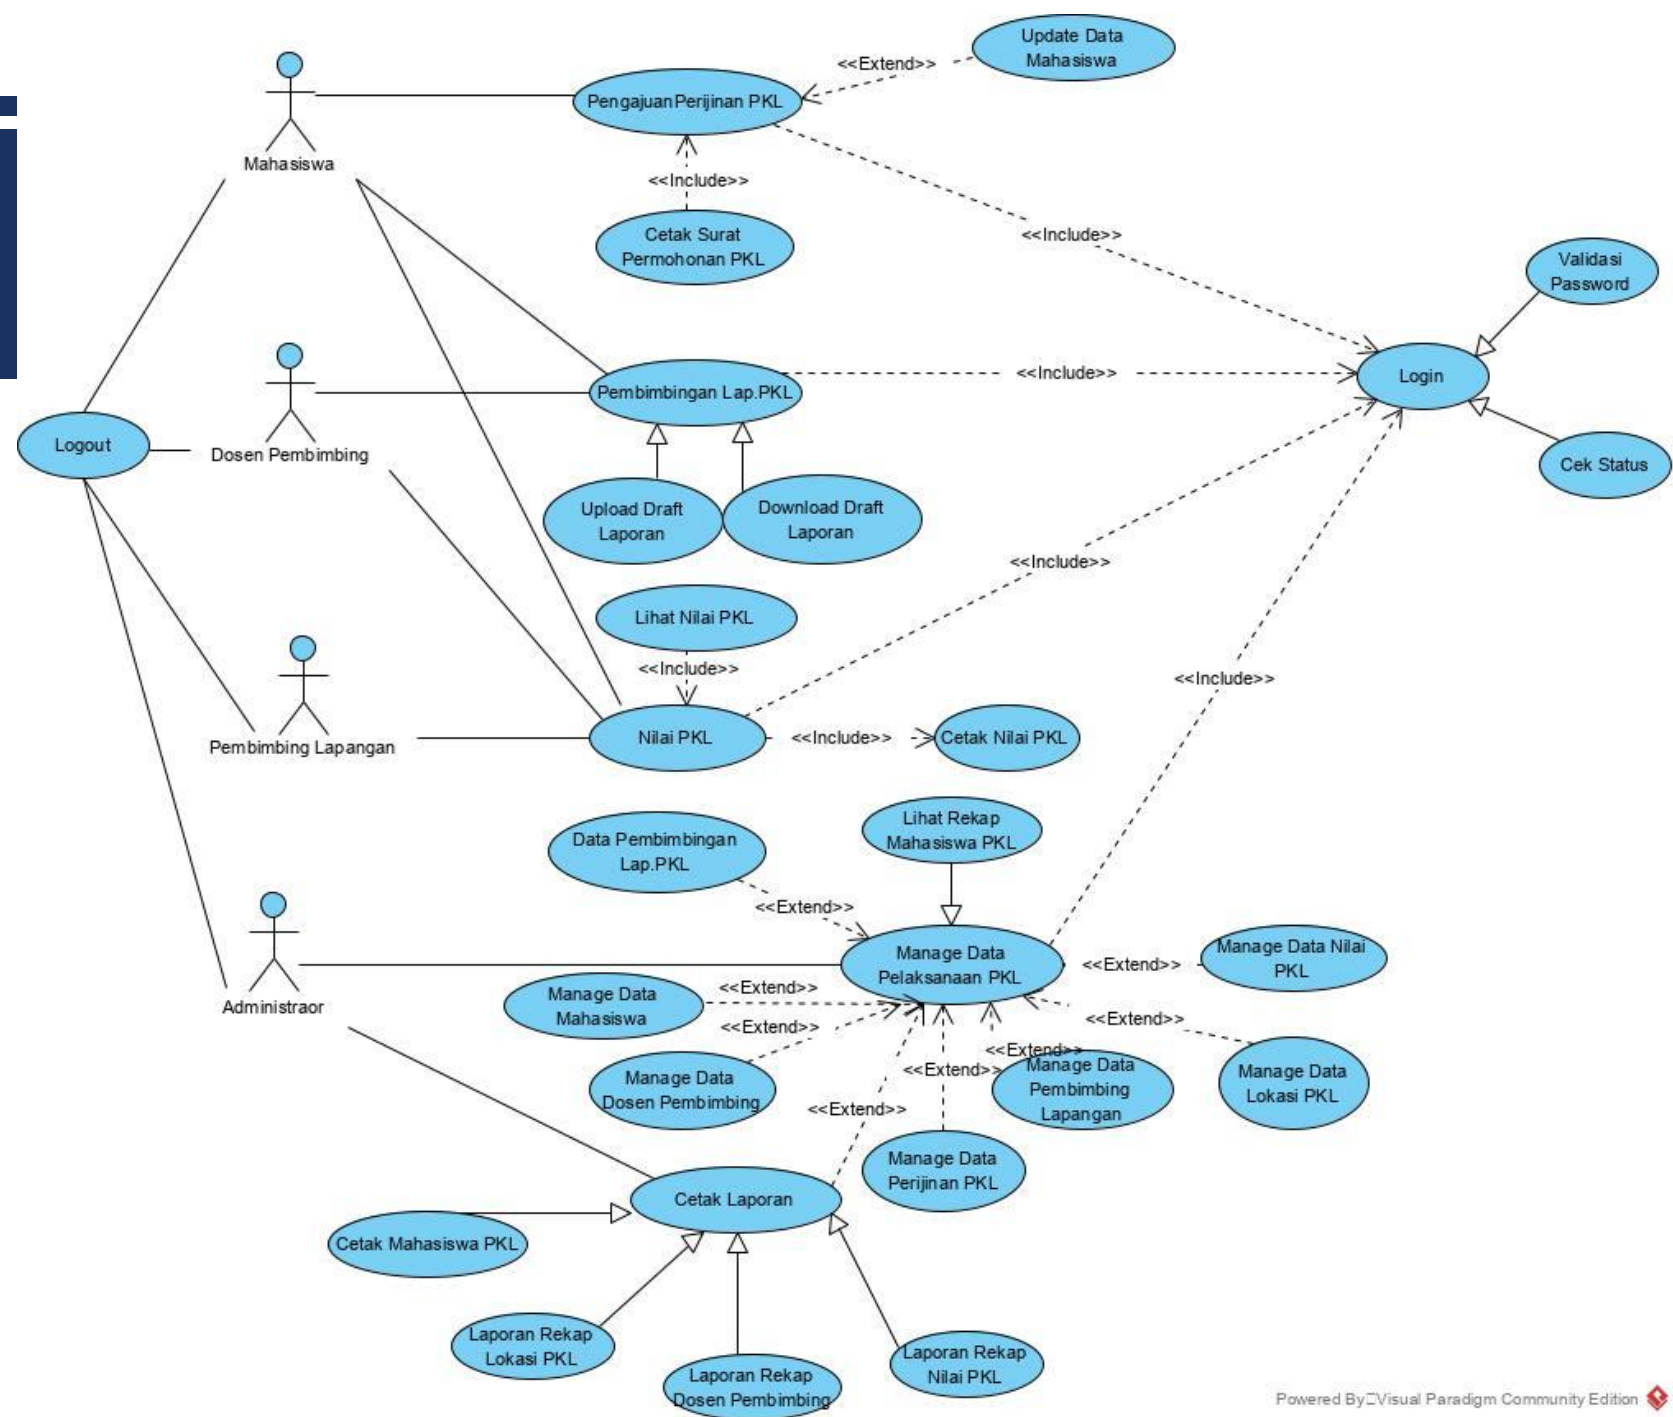 Update Data
Mahasiswa
<<Extend>>
PengajuanPerijinan PKL
Mahasiswa
<<Include>>
Cetak Surat
Permohonan PKL
<<Include>>
Validasi
Password
Pembimbingan Lap.PKL
<<Include>>
Login
Logout
Dosen Pembimbing
Cek Status
Upload Draft
Laporan
Download Draft
Laporan
<<Include>>
Lihat Nilai PKL
<<Include>>
<<Include>>
Pembimbing Lapangan
Nilai PKL
<<Include>>
Cetak Nilai PKL
Lihat Rekap
Mahasiswa PKL
Data Pembimbingan
Lap.PKL
<<Extend>>
Manage Data
Pelaksanaan PKL
<<Extend>>
Manage Data Nilai
PKL
Administraor
Manage Data
Mahasiswa
<<Extend>>
<<Extend>>
<<Extend>>
<<Extend>>
<<Extend>>
Manage Data
Dosen Pembimbing
Manage Data
Pembimbing
Lapangan
Manage Data
Lokasi PKL
<<Extend>>
Manage Data
Perijinan PKL
Cetak Laporan
Cetak Mahasiswa PKL
Laporan Rekap
Lokasi PKL
Laporan Rekap
Dosen Pembimbing
Laporan Rekap
Nilai PKL
Powered By Visual Paradigm Community Edition